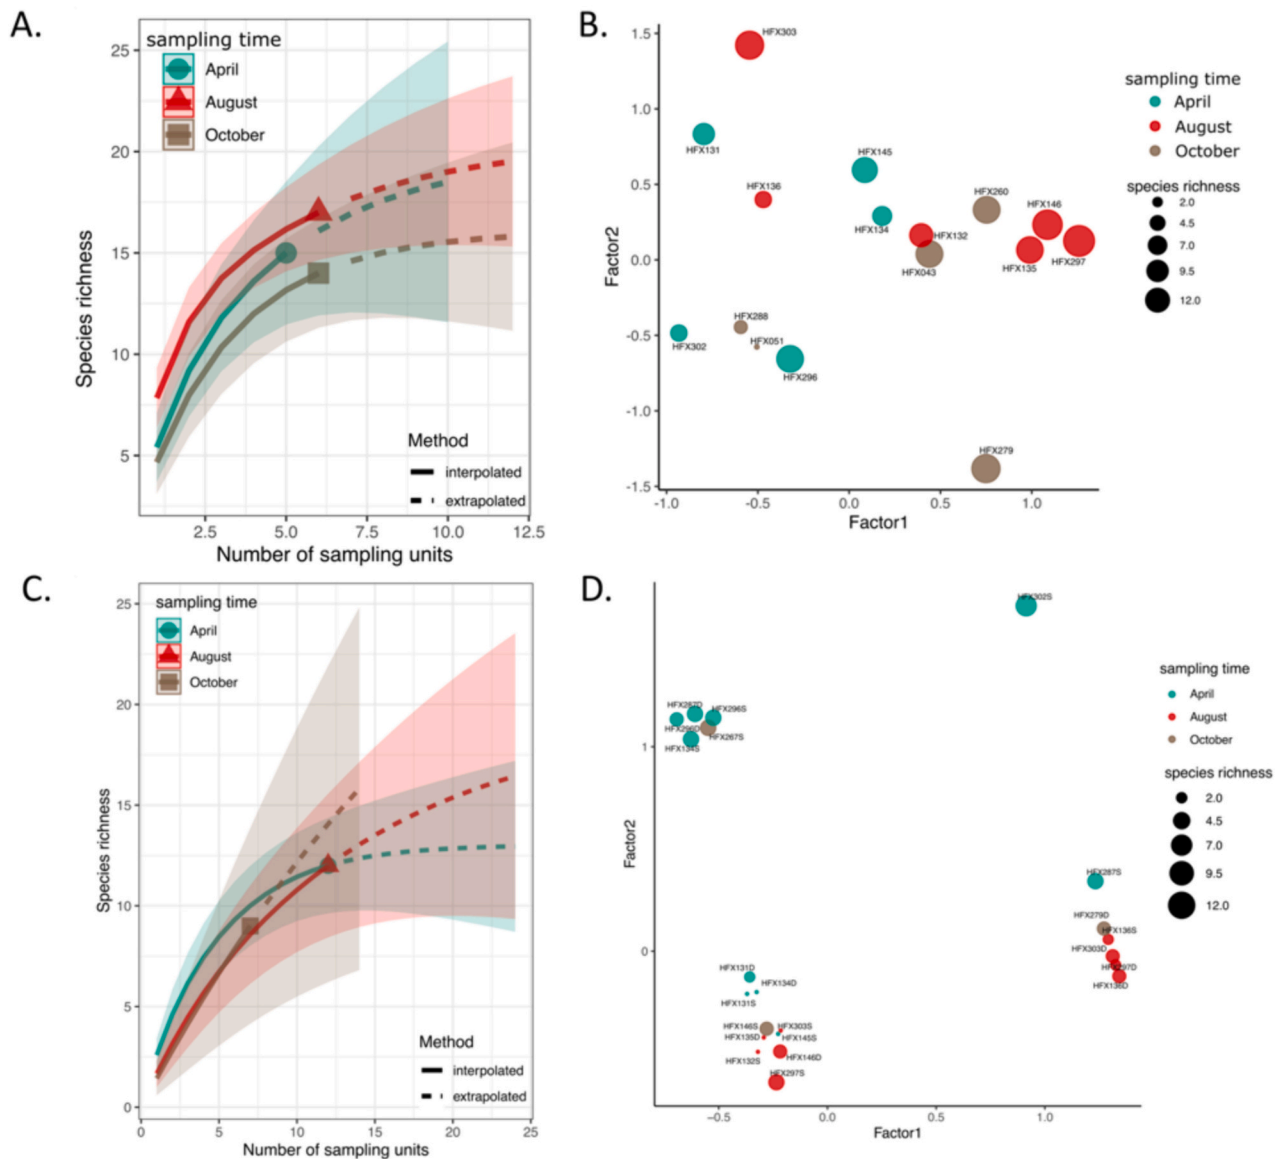 A.
sampling time
April
August
October
25
20
15
10
5
Species richness
Method
interpolated
extrapolated
2.5
5.0
7.5
10.0
12.5
Number of sampling units
B.
1.5
1.0
0.5
0.0
-0.5
-1.0
-1.5
Factor2
HFX303
HFX131
HFX145
HFX136
HFX134
HFX260
HFX146
HFX132
HFX043
HFX135
HFX297
HFX288
HFX051
HFX302
HFX296
HFX279
-1.0
-0.5
0.0
0.5
1.0
Factor1
sampling time
April
August
October
species richness
2.0
4.5
7.0
9.5
12.0
C.
sampling time
April
August
October
25
20
15
10
5
0
Species richness
Method
interpolated
extrapolated
0
5
10
15
20
25
Number of sampling units
D.
1
0
Factor2
HFX302S
HFX287D
HFX296S
HFX296D
HFX267S
HFX134S
HFX287S
HFX279D
HFX136S
HFX303D
HFX297D
HFX136D
HFX131D
HFX134D
HFX131S
HFX146S
HFX303S
HFX135D
HFX145S
HFX132S
HFX146D
HFX297S
−0.5
0.0
0.5
1.0
Factor1
sampling time
April
August
October
species richness
2.0
4.5
7.0
9.5
12.0